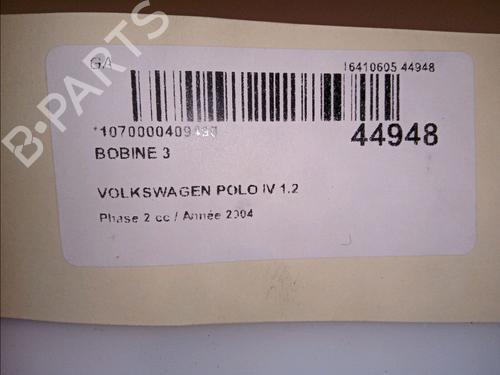 GA
16410605 44948
44948
BOBINE 3
VOLKSWAGEN POLO IV 1.2
Phase 2 cc / Année 2004
B-PARTS